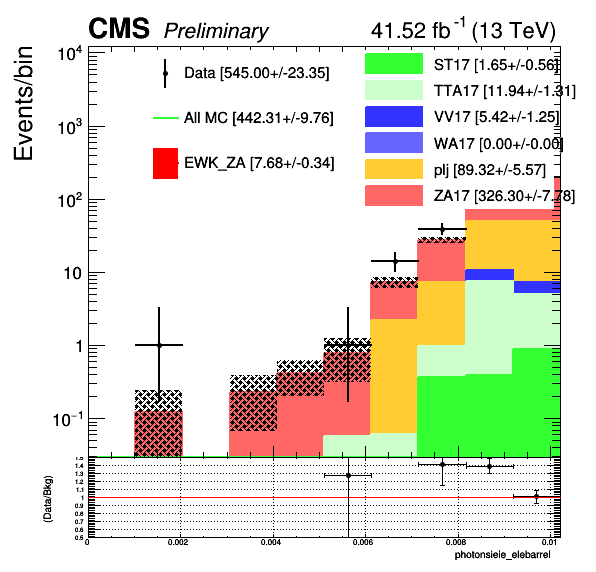 CMS Preliminary 41.52 fb⁻¹ (13 TeV)
Events/bin
10⁴
10³
10²
10
1
10⁻¹
Data [545.00+/-23.35]
All MC [442.31+/-9.76]
EWK_ZA [7.68+/-0.34]
ST17 [1.65+/-0.56]
TTA17 [11.94+/-1.31]
VV17 [5.42+/-1.25]
WA17 [0.00+/-0.00]
plj [89.32+/-5.57]
ZA17 [326.30+/-7.78]
(Data/Bkg)
1.5
1.4
1.3
1.2
1.1
1
0.9
0.8
0.7
0.6
0.5
0 0.002 0.004 0.006 0.008 0.01
photonsieie_elebarrel